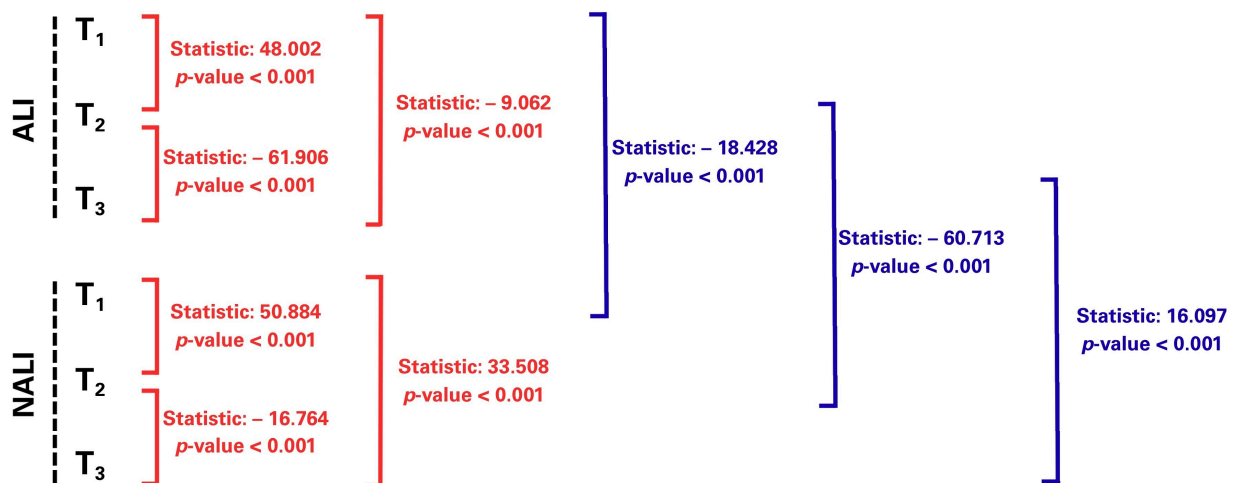 ALI
T1
T2
T3
Statistic: 48.002
p-value < 0.001
Statistic: – 61.906
p-value < 0.001
Statistic: – 9.062
p-value < 0.001
Statistic: – 18.428
p-value < 0.001
Statistic: – 60.713
p-value < 0.001
Statistic: 16.097
p-value < 0.001
NALI
T1
T2
T3
Statistic: 50.884
p-value < 0.001
Statistic: – 16.764
p-value < 0.001
Statistic: 33.508
p-value < 0.001